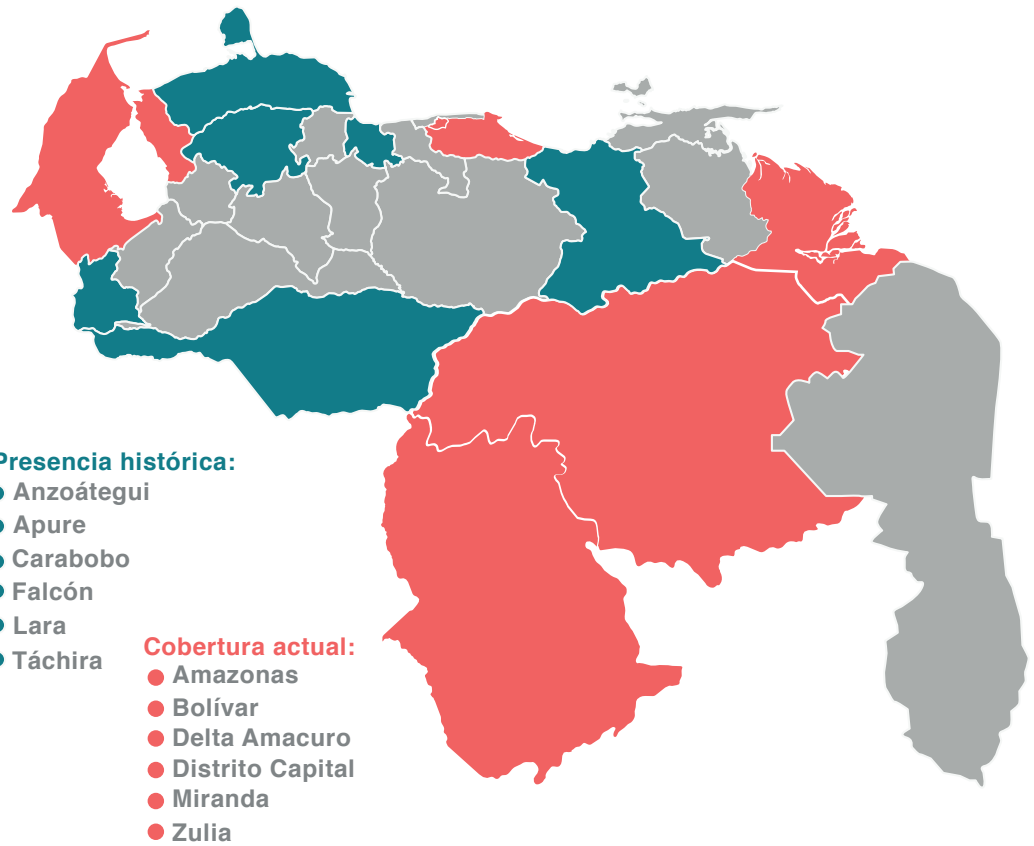 Presencia histórica:
Anzoátegui
Apure
Carabobo
Falcón
Lara
Táchira
Cobertura actual:
Amazonas
Bolívar
Delta Amacuro
Distrito Capital
Miranda
Zulia